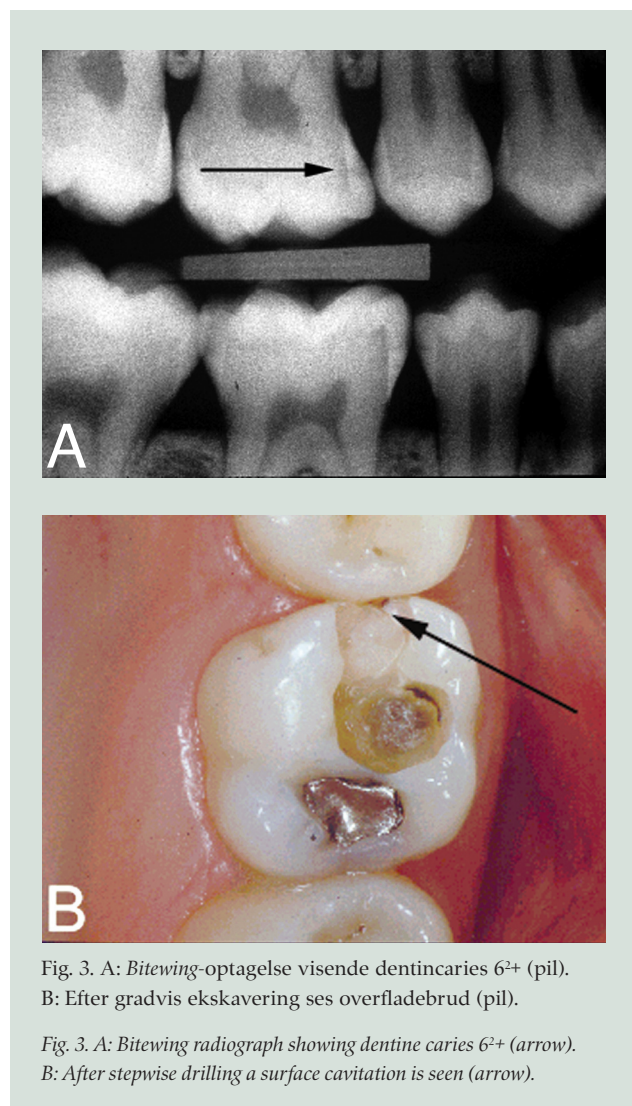 A
B
Fig. 3. A: Bitewing-optagelse visende dentincaries 6²+ (pil).
B: Efter gradvis ekskavering ses overfladebrud (pil).
Fig. 3. A: Bitewing radiograph showing dentine caries 6²+ (arrow).
B: After stepwise drilling a surface cavitation is seen (arrow).